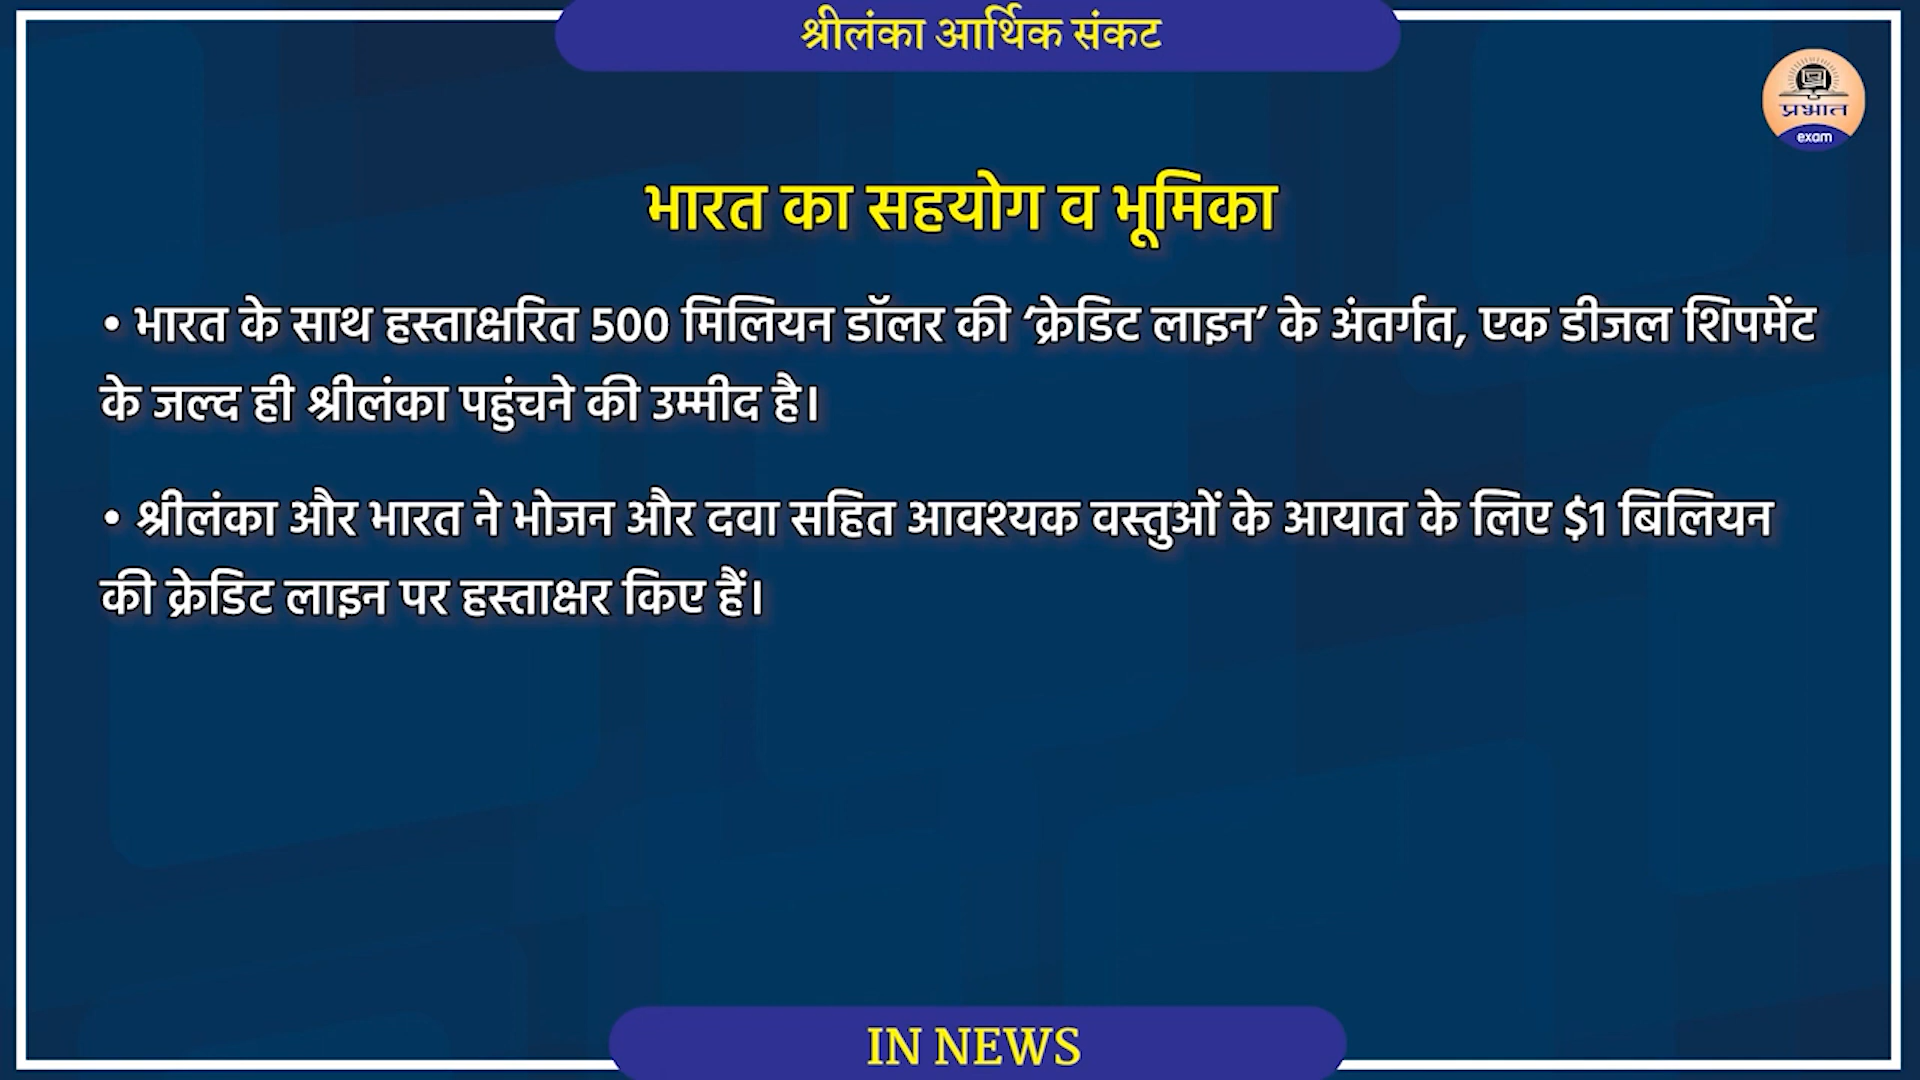 श्रीलंका आर्थिक संकट
प्रभात
exam
भारत का सहयोग व भूमिका
• भारत के साथ हस्ताक्षरित 500 मिलियन डॉलर की ‘क्रेडिट लाइन’ के अंतर्गत, एक डीजल शिपमेंट
के जल्द ही श्रीलंका पहुंचने की उम्मीद है।
• श्रीलंका और भारत ने भोजन और दवा सहित आवश्यक वस्तुओं के आयात के लिए $1 बिलियन
की क्रेडिट लाइन पर हस्ताक्षर किए हैं।
IN NEWS